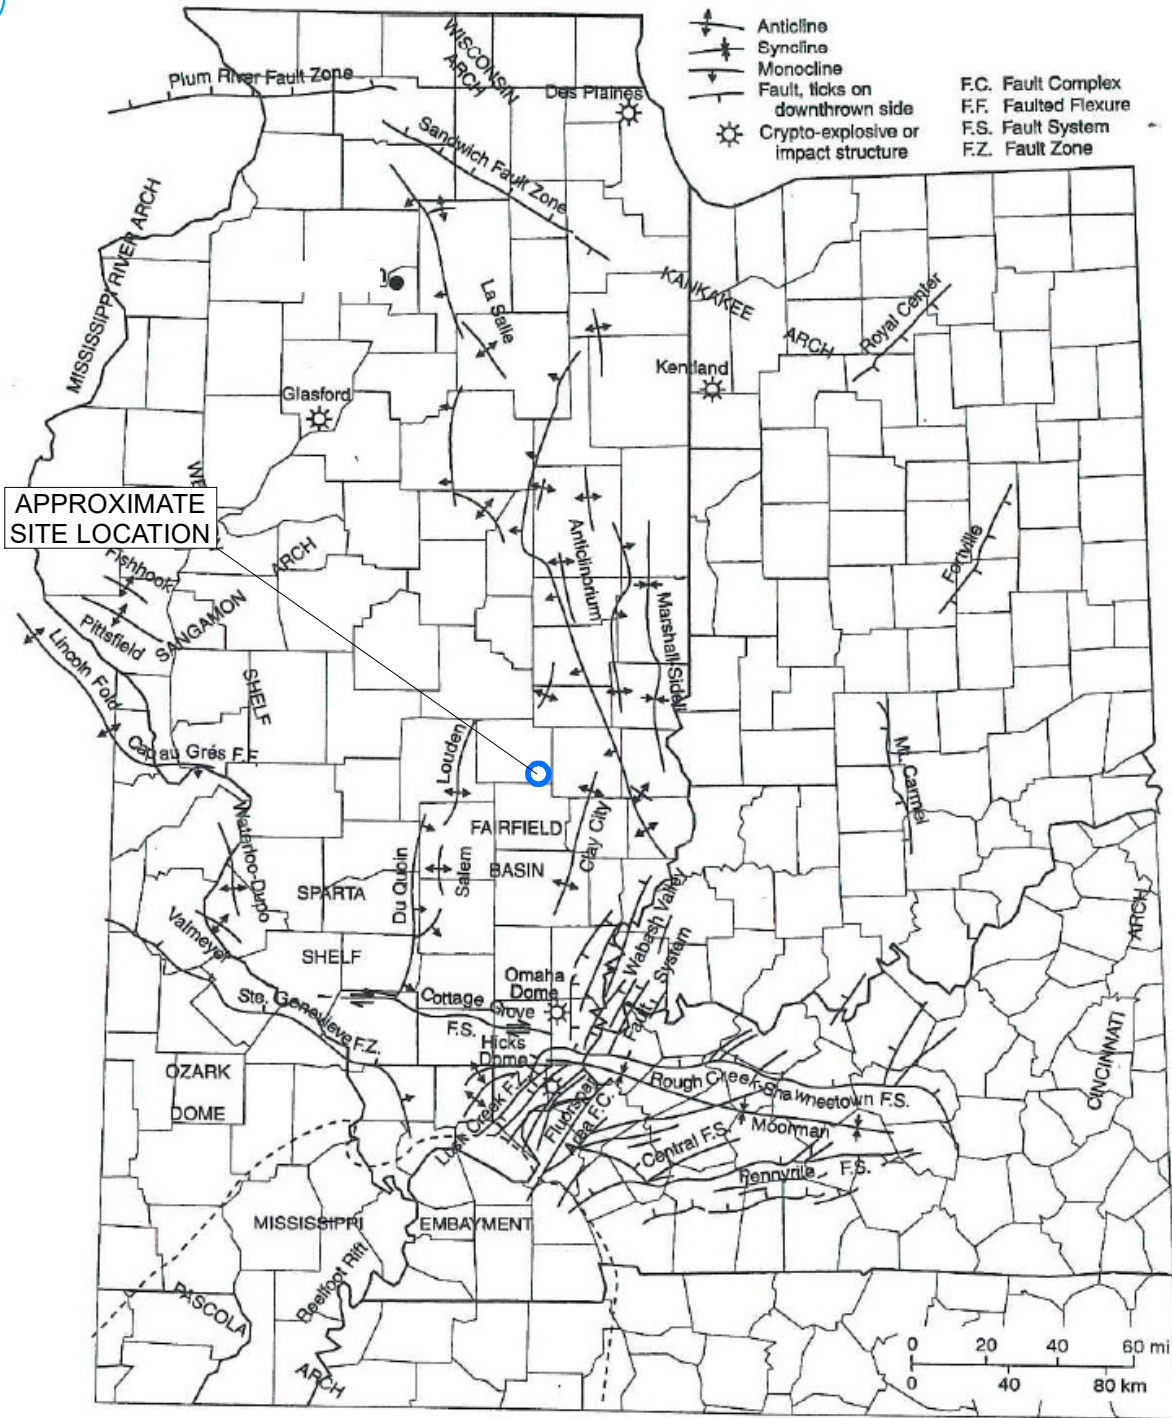 Anticline
Syncline
Monocline
Fault, ticks on
downthrown side
Crypto-explosive or
impact structure
F.C. Fault Complex
F.F. Faulted Flexure
F.S. Fault System
F.Z. Fault Zone
WISCONSIN
ARCH
Plum River Fault Zone
Des Plaines
Sandwich Fault Zone
MISSISSIPPI RIVER ARCH
La Salle
KANKAKEE
ARCH
Royal Center
Kentland
Glasford
APPROXIMATE
SITE LOCATION
Fishhook
ARCH
SANGAMON
Pittsfield
Lincoln Fold
Anticlinorium
Marshall-Sidell
Fortville
SHELF
Cap au Grés F.F.
Louden
Mt. Carmel
Waterloo-Dupo
FAIRFIELD
BASIN
Clay City
Du Quoin
Salem
SPARTA
SHELF
Valmeyer
Wabash Valley
Fault System
ARCH
CINCINNATI
Omaha
Dome
Ste. Genevieve F.Z.
Cottage Grove
F.S.
Hicks
Dome
OZARK
DOME
Rough Creek-Shawneetown F.S.
Lusk Creek F.Z.
Fluorspar
Area F.C.
Moorman
Central F.S.
Pennyrile F.S.
MISSISSIPPI EMBAYMENT
Reelfoot Rift
PASCOLA
ARCH
0 20 40 60 mi
0 40 80 km